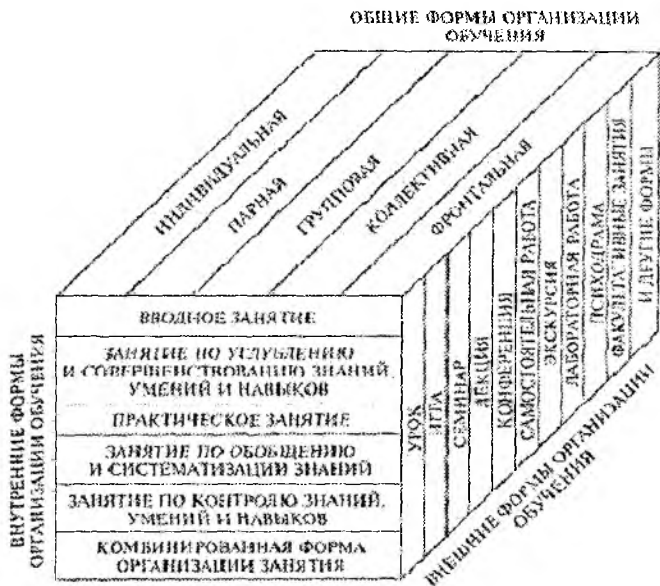 ОБЩИЕ ФОРМЫ ОРГАНИЗАЦИИ
ОБУЧЕНИЯ
ИНДИВИДУАЛЬНАЯ
ПАРНАЯ
ГРУППОВАЯ
КОЛЛЕКТИВНАЯ
ФРОНТАЛЬНАЯ
ВНУТРЕННИЕ ФОРМЫ
ОРГАНИЗАЦИИ ОБУЧЕНИЯ
ВВОДНОЕ ЗАНЯТИЕ
ЗАНЯТИЕ ПО УГЛУБЛЕНИЮ
И СОВЕРШЕНСТВОВАНИЮ ЗНАНИЙ,
УМЕНИЙ И НАВЫКОВ
ПРАКТИЧЕСКОЕ ЗАНЯТИЕ
ЗАНЯТИЕ ПО ОБОБЩЕНИЮ
И СИСТЕМАТИЗАЦИИ ЗНАНИЙ
ЗАНЯТИЕ ПО КОНТРОЛЮ ЗНАНИЙ,
УМЕНИЙ И НАВЫКОВ
КОМБИНИРОВАННАЯ ФОРМА
ОРГАНИЗАЦИИ ЗАНЯТИЯ
УРОК
ИГРА
СЕМИНАР
ЛЕКЦИЯ
КОНФЕРЕНЦИЯ
САМОСТОЯТЕЛЬНАЯ РАБОТА
ЭКСКУРСИЯ
ЛАБОРАТОРНАЯ РАБОТА
ПСИХОДРАМА
ФАКУЛЬТАТИВНЫЕ ЗАНЯТИЯ
И ДРУГИЕ ФОРМЫ
ВНЕШНИЕ ФОРМЫ ОРГАНИЗАЦИИ
ОБУЧЕНИЯ